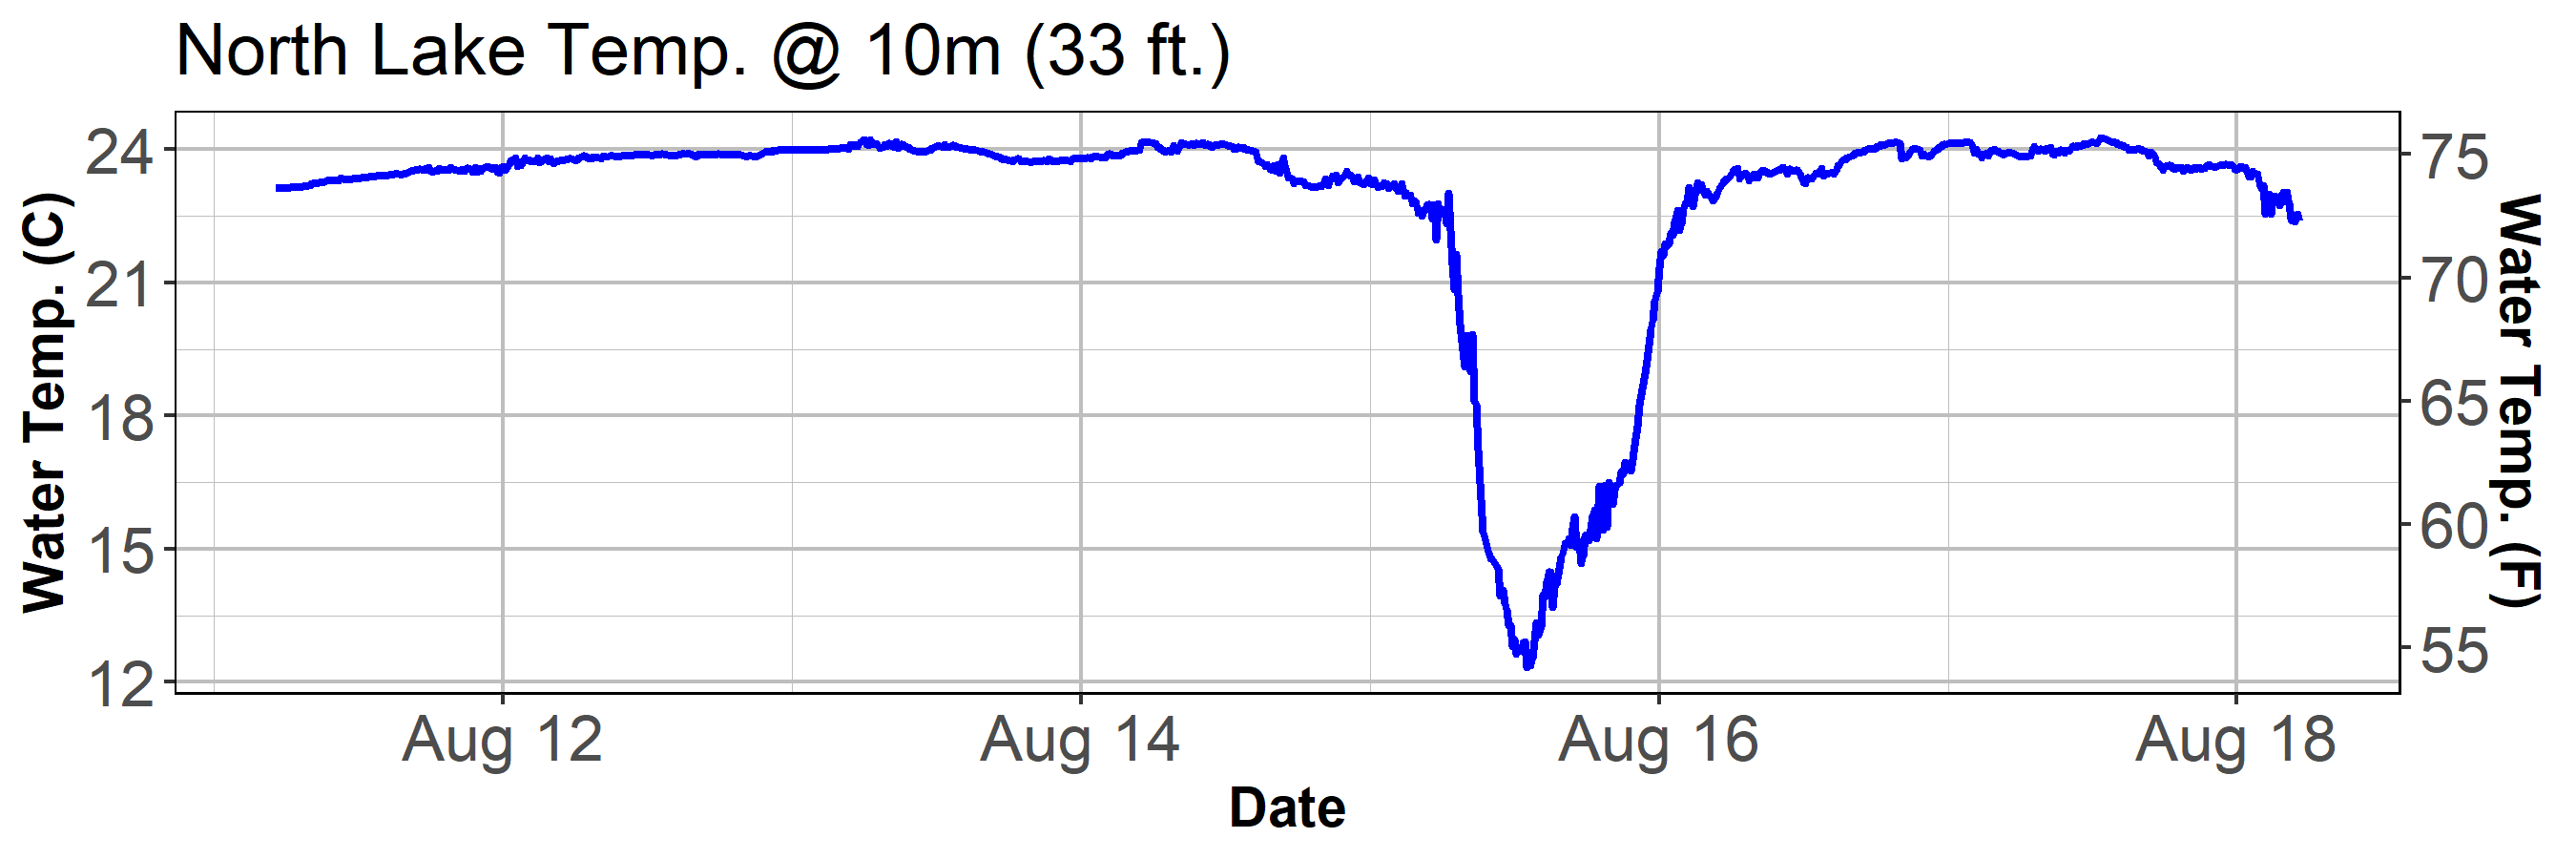 North Lake Temp. @ 10m (33 ft.)
Water Temp. (C)
24
21
18
15
12
75
70
65
60
55
Water Temp. (F)
Aug 12
Aug 14
Aug 16
Aug 18
Date